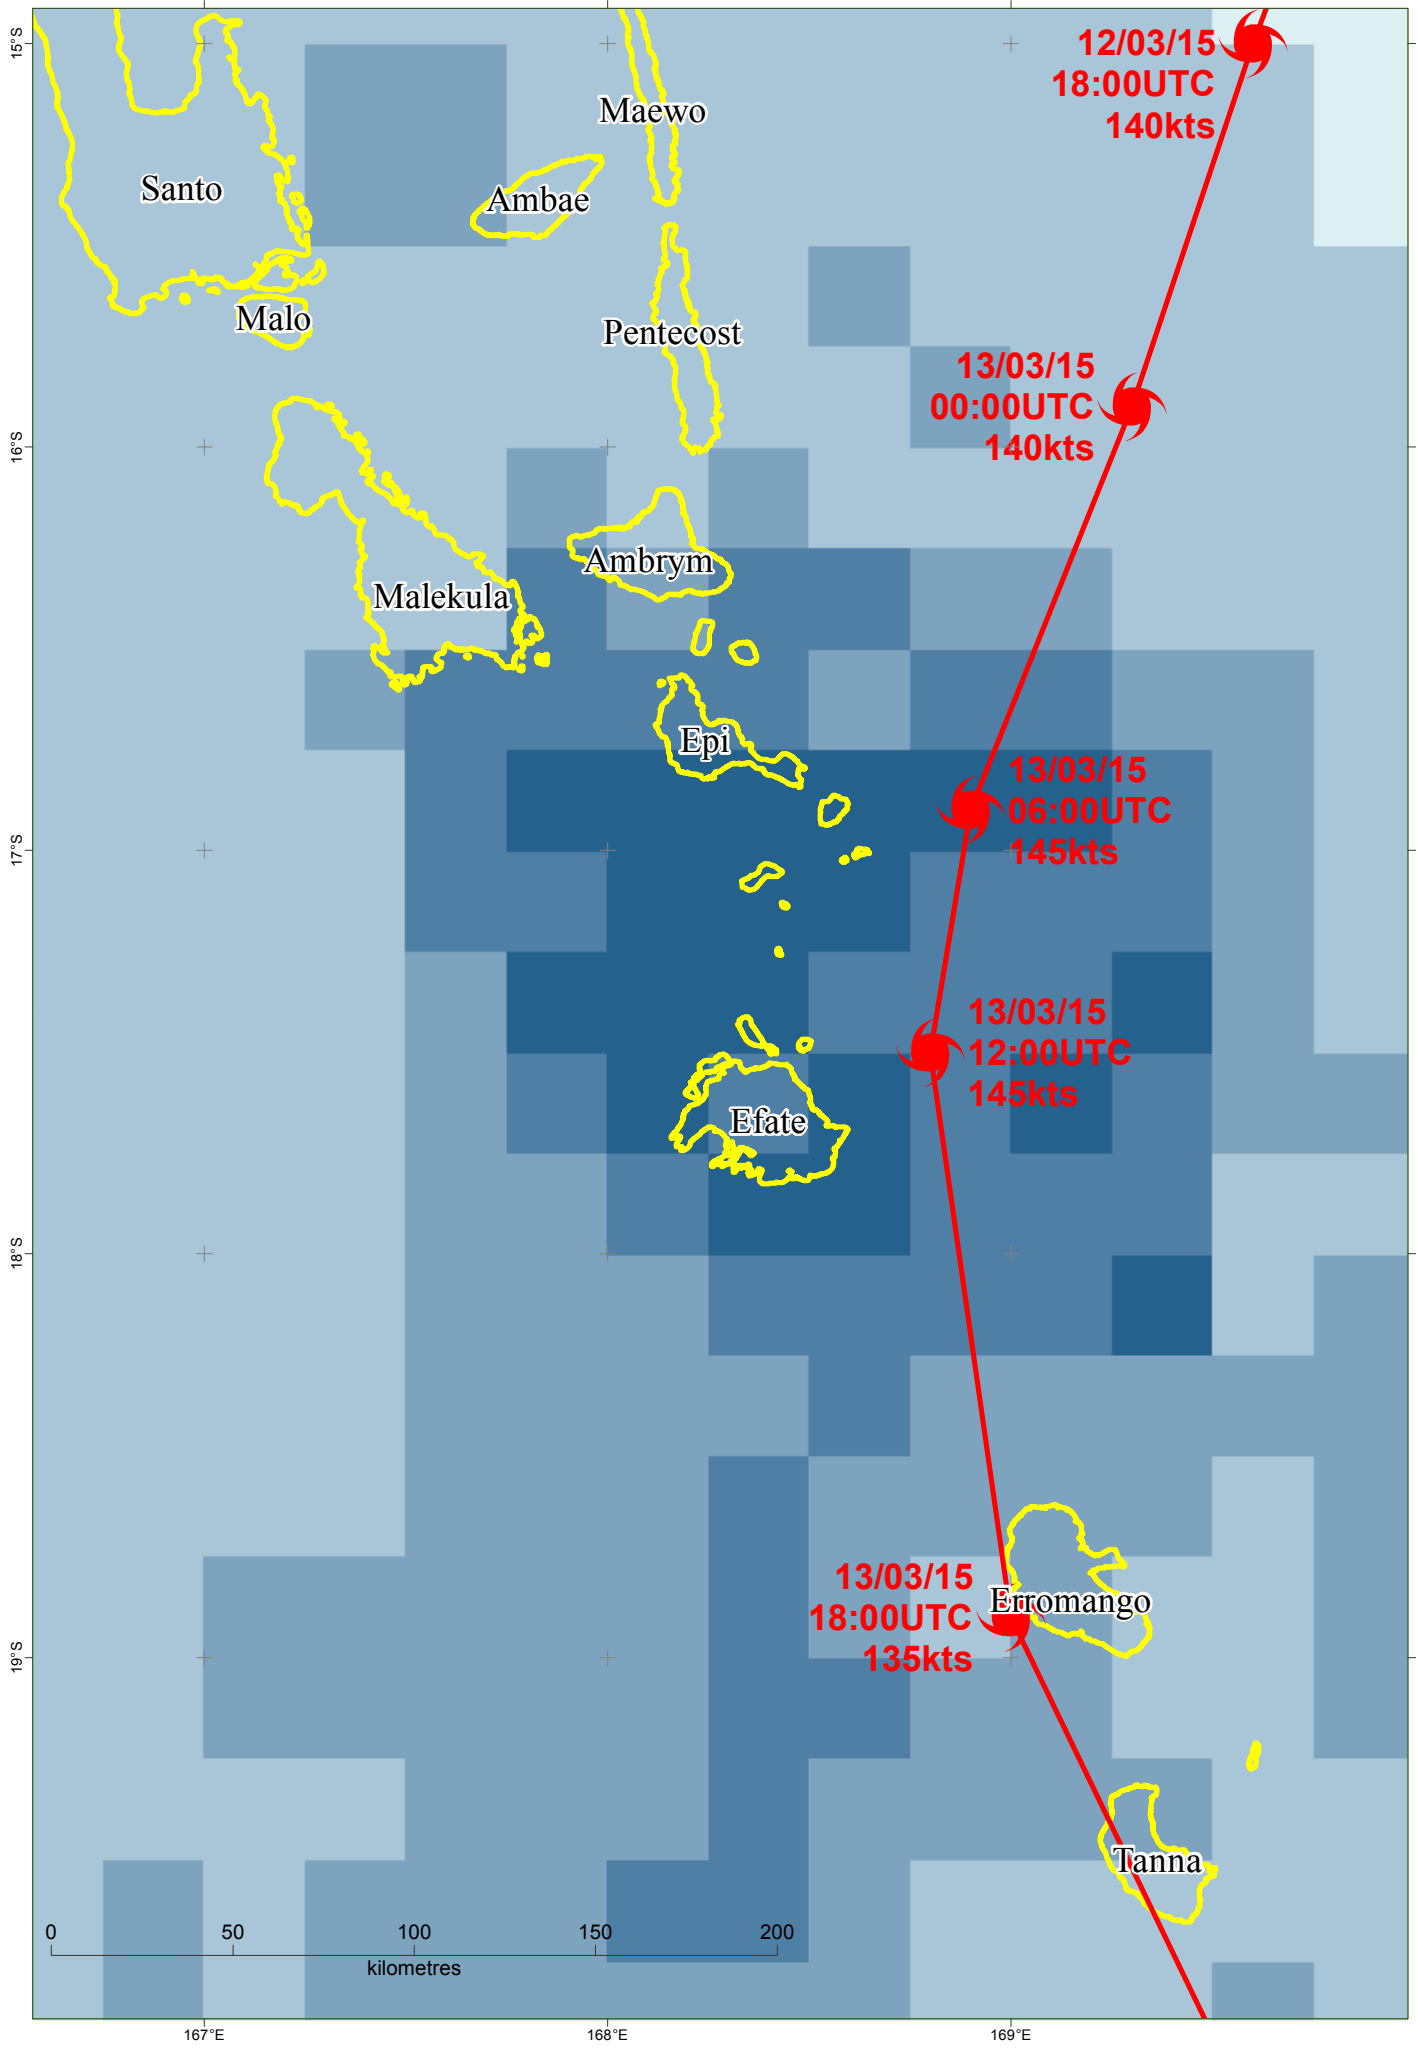 15°S
12/03/15
18:00UTC
140kts
Maewo
Santo
Ambae
Malo
Pentecost
13/03/15
00:00UTC
140kts
16°S
Ambrym
Malekula
Epi
13/03/15
06:00UTC
145kts
17°S
13/03/15
12:00UTC
145kts
Efate
18°S
13/03/15
18:00UTC
135kts
Erromango
19°S
Tanna
0 50 100 150 200
kilometres
167°E 168°E 169°E